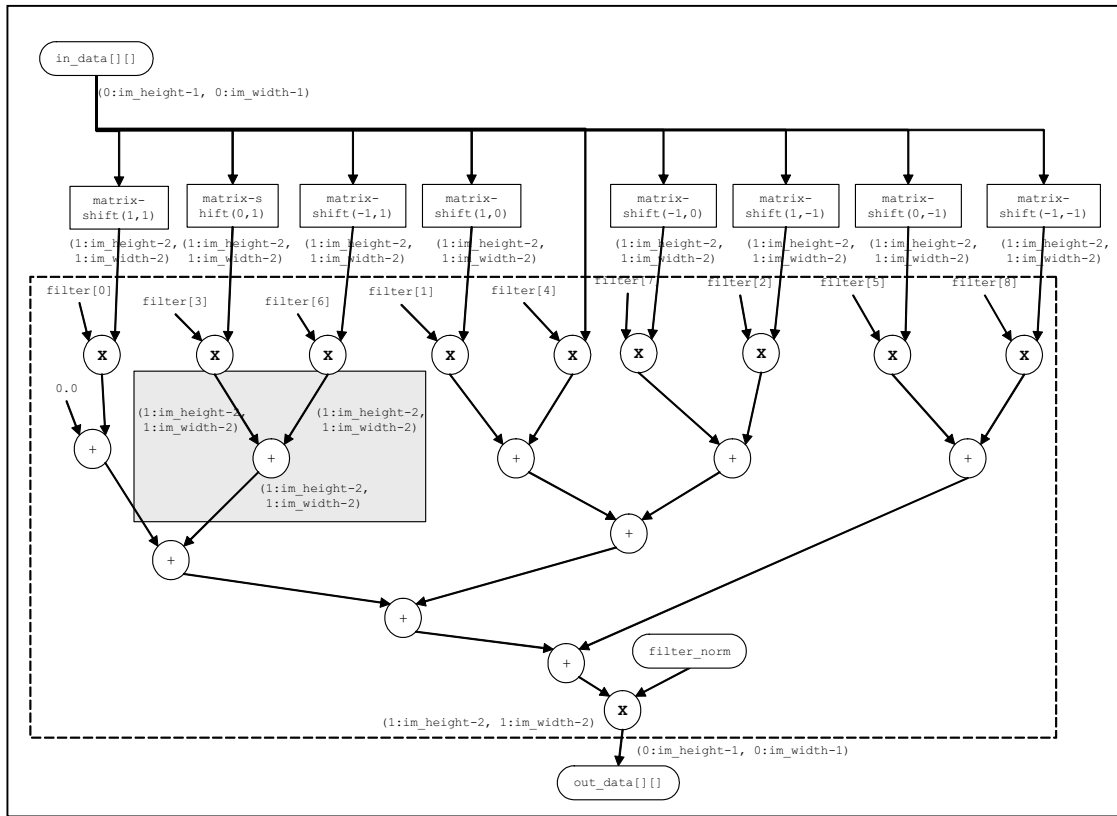 in_data[][]
(0:im_height-1, 0:im_width-1)
matrix-
shift(1,1)
matrix-s
hift(0,1)
matrix-
shift(-1,1)
matrix-
shift(1,0)
matrix-
shift(-1,0)
matrix-
shift(1,-1)
matrix-
shift(0,-1)
matrix-
shift(-1,-1)
(1:im_height-2,
1:im_width-2)
(1:im_height-2,
1:im_width-2)
(1:im_height-2,
1:im_width-2)
(1:im_height-2,
1:im_width-2)
(1:im_height-2,
1:im_width-2)
(1:im_height-2,
1:im_width-2)
(1:im_height-2,
1:im_width-2)
(1:im_height-2,
1:im_width-2)
filter[0]
filter[3]
filter[6]
filter[1]
filter[4]
filter[7]
filter[2]
filter[5]
filter[8]
x
x
x
x
x
x
x
x
x
0.0
(1:im_height-2,
1:im_width-2)
(1:im_height-2,
1:im_width-2)
+
+
+
+
+
(1:im_height-2,
1:im_width-2)
+
+
+
+
filter_norm
x
(1:im_height-2, 1:im_width-2)
(0:im_height-1, 0:im_width-1)
out_data[][]